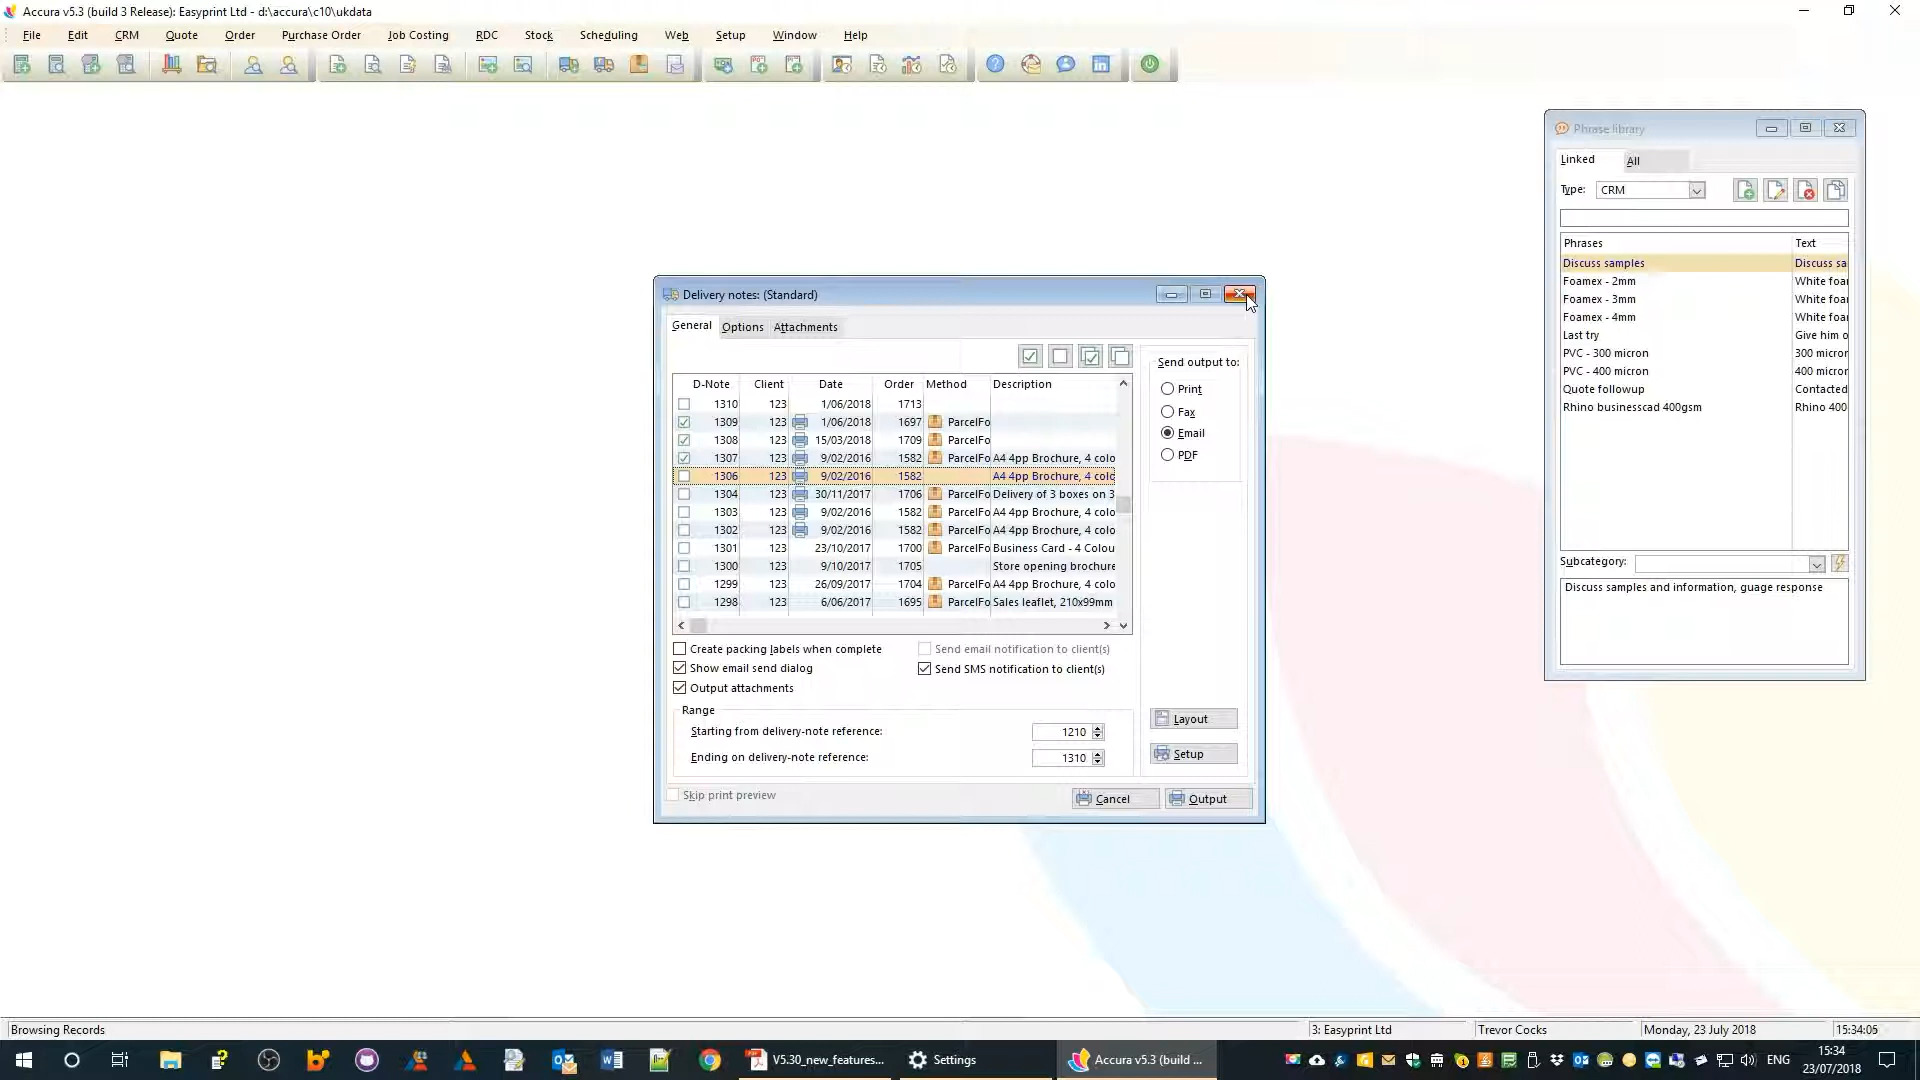 Accura v5.3 (build 3 Release): Easyprint Ltd - d:\accura\c10\ukdata
File Edit CRM Quote Order Purchase Order Job Costing RDC Stock Scheduling Web Setup Window Help
Phrase library
Linked All
Type: CRM
Phrases Text
Discuss samples Discuss sa
Foamex - 2mm White foar
Foamex - 3mm White foar
Foamex - 4mm White foar
Last try Give him o
PVC - 300 micron 300 micror
PVC - 400 micron 400 micror
Quote followup Contacted
Rhino businesscad 400gsm Rhino 400
Subcategory:
Discuss samples and information, guage response
Delivery notes: (Standard)
General Options Attachments
D-Note Client Date Order Method Description
1310 123 1/06/2018 1713
1309 123 1/06/2018 1697 ParcelFo
1308 123 15/03/2018 1709 ParcelFo
1307 123 9/02/2016 1582 ParcelFo A4 4pp Brochure, 4 colo
1306 123 9/02/2016 1582 A4 4pp Brochure, 4 colo
1304 123 30/11/2017 1706 ParcelFo Delivery of 3 boxes on 3
1303 123 9/02/2016 1582 ParcelFo A4 4pp Brochure, 4 colo
1302 123 9/02/2016 1582 ParcelFo A4 4pp Brochure, 4 colo
1301 123 23/10/2017 1700 ParcelFo Business Card - 4 Colou
1300 123 9/10/2017 1705 Store opening brochure
1299 123 26/09/2017 1704 ParcelFo A4 4pp Brochure, 4 colo
1298 123 6/06/2017 1695 ParcelFo Sales leaflet, 210x99mm
Send output to:
Print
Fax
Email
PDF
Create packing labels when complete
Send email notification to client(s)
Show email send dialog
Send SMS notification to client(s)
Output attachments
Range
Starting from delivery-note reference: 1210
Ending on delivery-note reference: 1310
Layout
Setup
Skip print preview
Cancel Output
Browsing Records 3: Easyprint Ltd Trevor Cocks Monday, 23 July 2018 15:34:05
V5.30_new_features... Settings Accura v5.3 (build ... ENG
15:34
23/07/2018